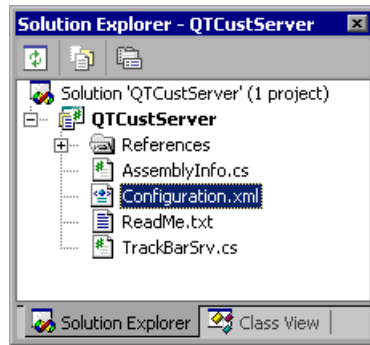 Solution Explorer - QTCustServer
Solution 'QTCustServer' (1 project)
QTCustServer
References
AssemblyInfo.cs
Configuration.xml
ReadMe.txt
TrackBarSrv.cs
Solution Explorer Class View